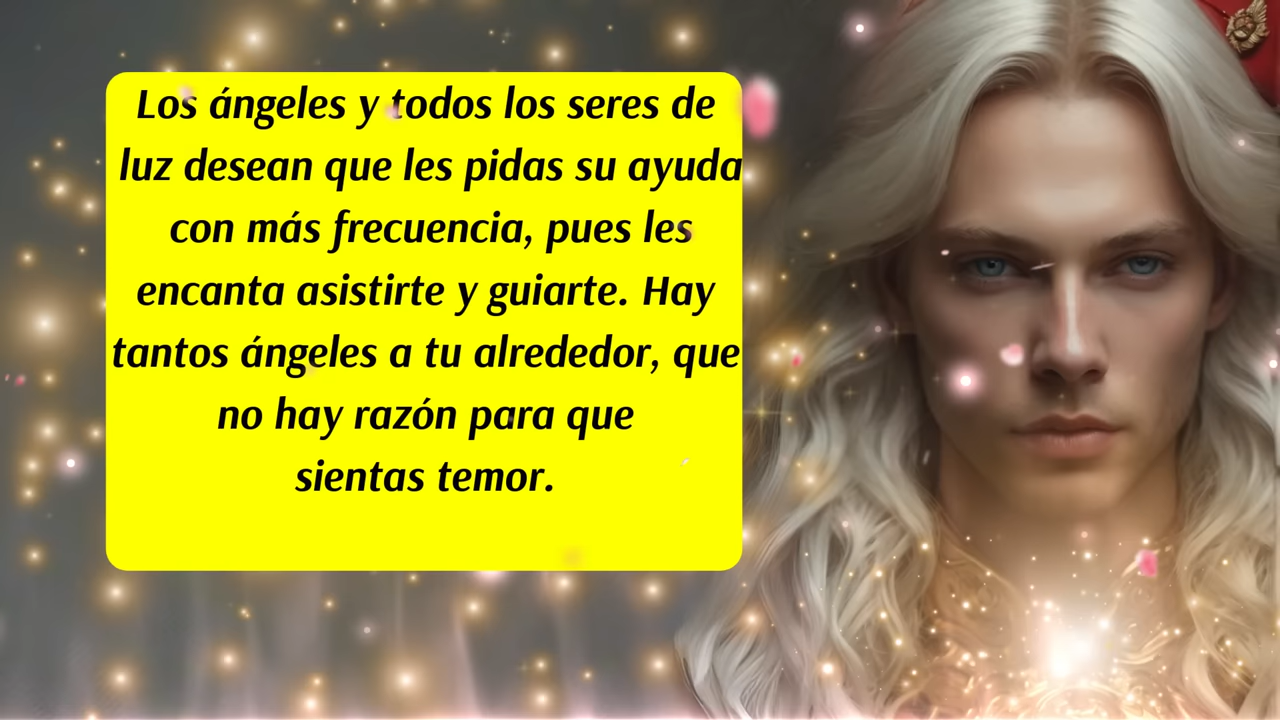 Los ángeles y todos los seres de
luz desean que les pidas su ayuda
con más frecuencia, pues les
encanta asistirte y guiarte. Hay
tantos ángeles a tu alrededor, que
no hay razón para que
sientas temor.